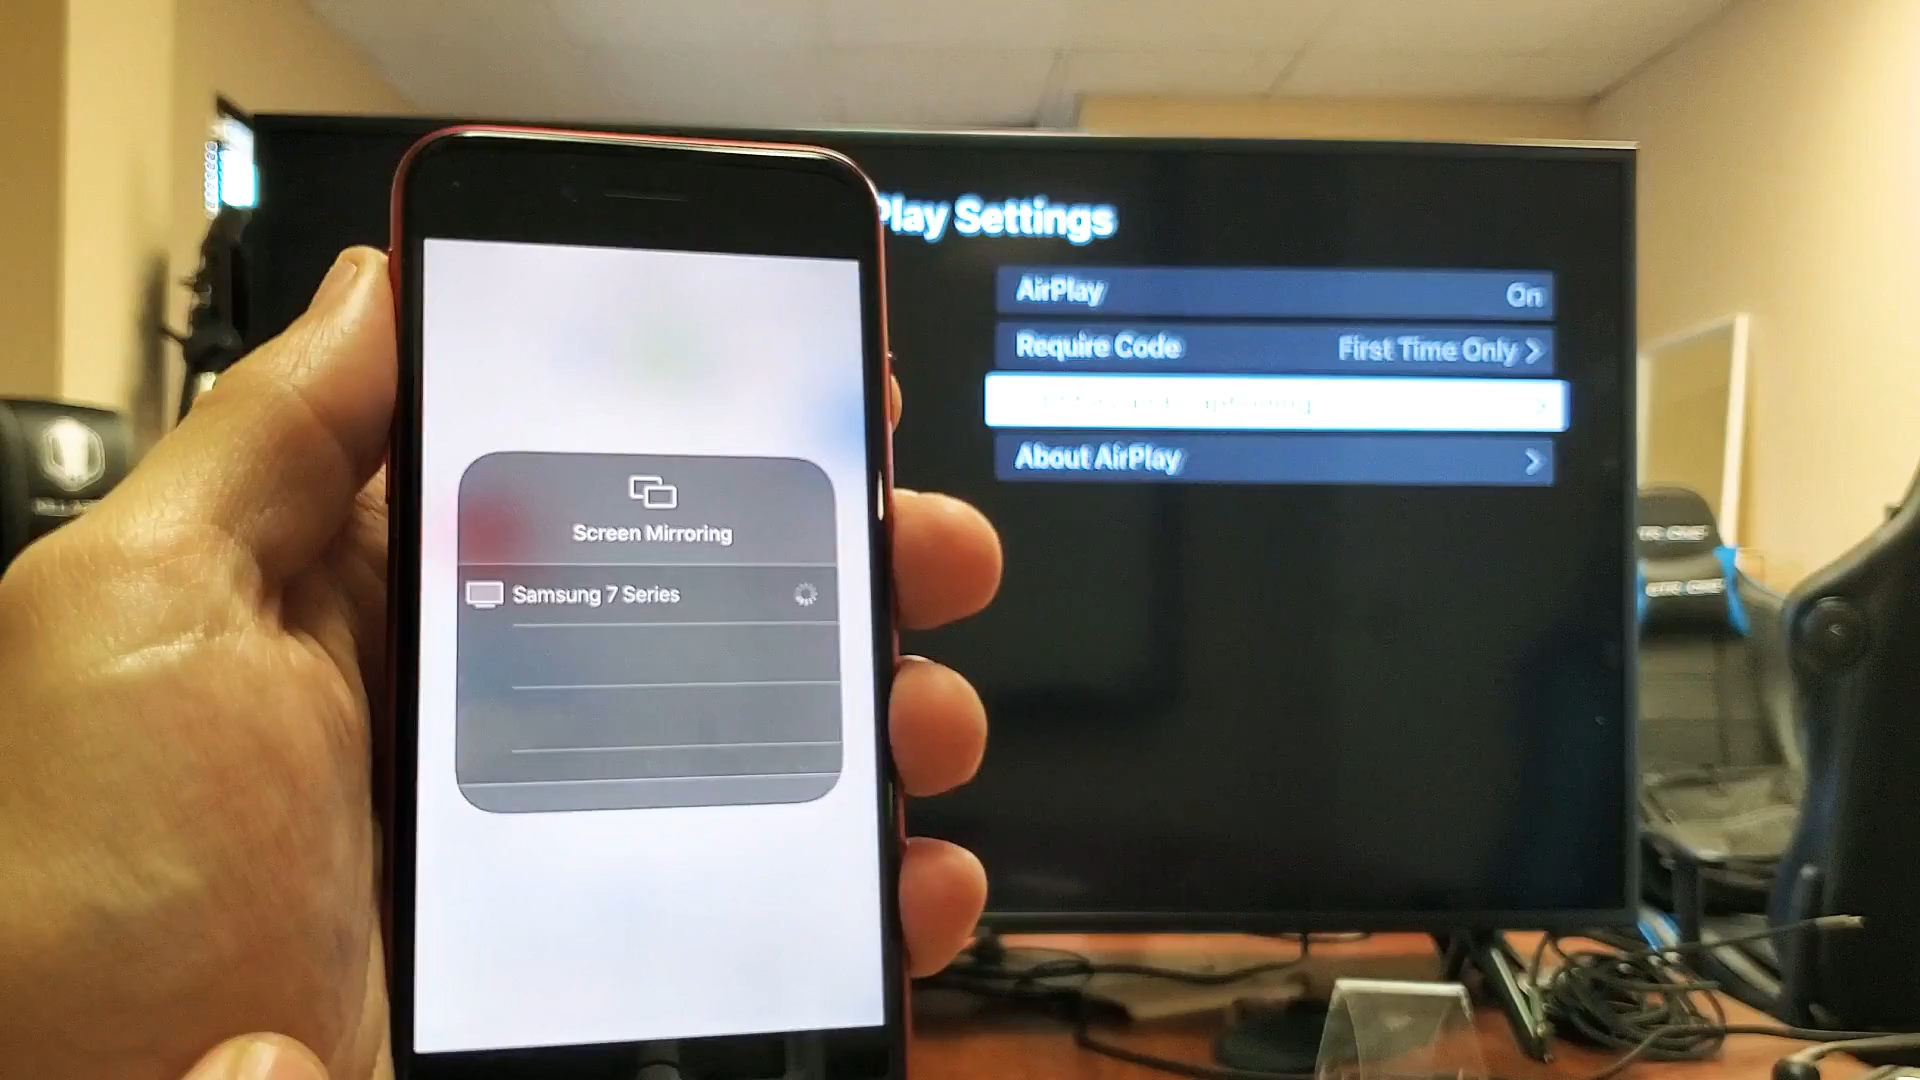 Play Settings
AirPlay On
Require Code First Time Only
About AirPlay
Screen Mirroring
Samsung 7 Series